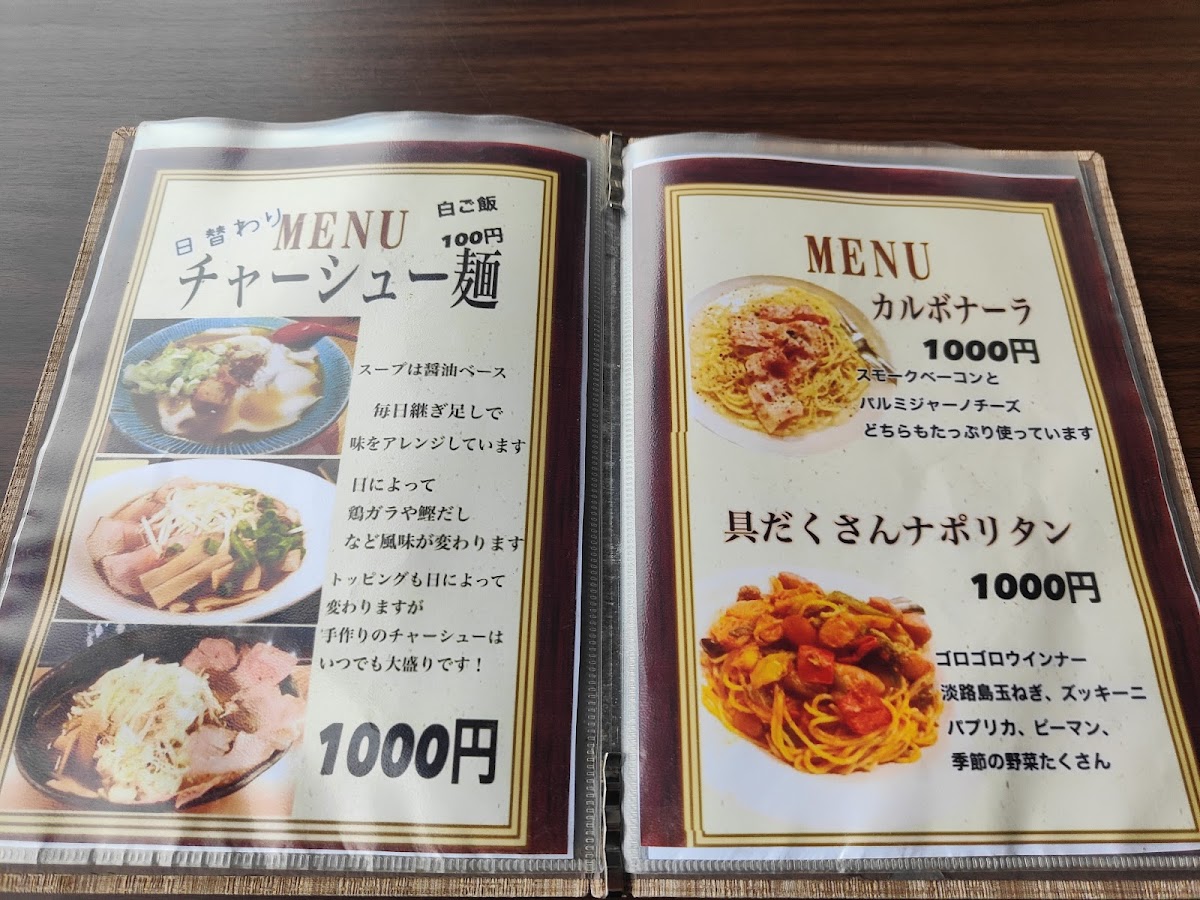 日替わり
MENU
白ご飯
100円
チャーシュー麺
スープは醤油ベース
毎日継ぎ足しで
味をアレンジしています
日によって
鶏ガラや鰹だし
など風味が変わります
トッピングも日によって
変わりますが
手作りのチャーシューは
いつでも大盛りです！
1000円
MENU
カルボナーラ
1000円
スモークベーコンと
パルミジャーノチーズ
どちらもたっぷり使っています
具だくさんナポリタン
1000円
ゴロゴロウインナー
淡路島玉ねぎ、ズッキーニ
パプリカ、ピーマン、
季節の野菜たくさん